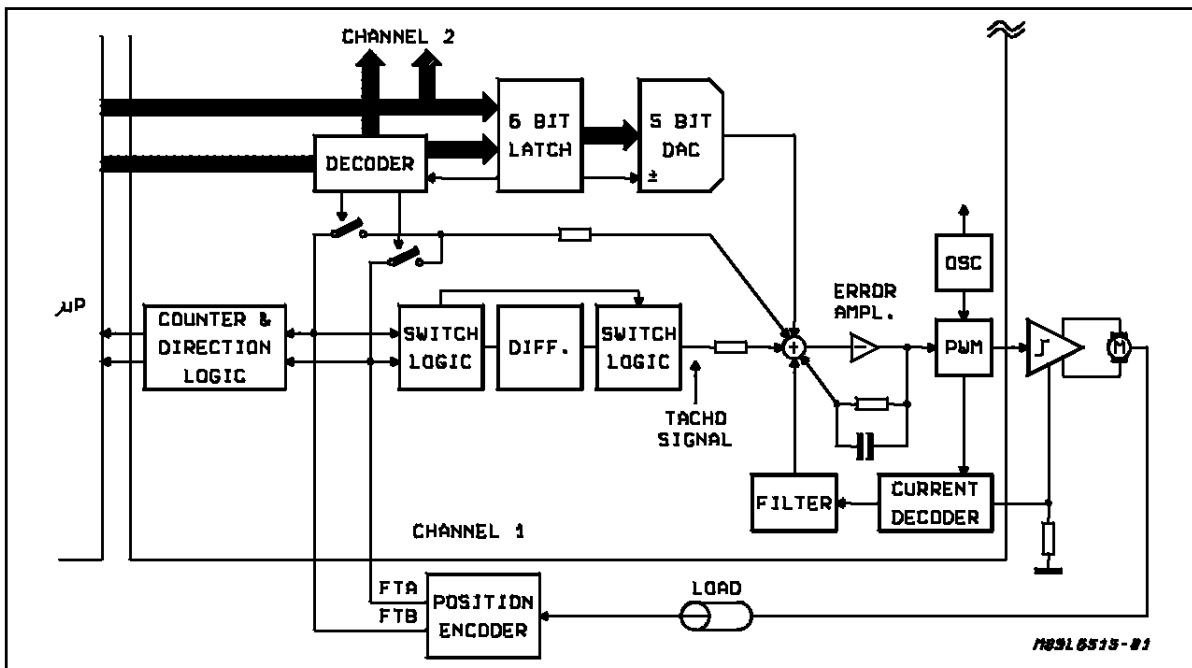 CHANNEL 2
6 BIT
LATCH
5 BIT
DAC
±
DECODER
OSC
μP
COUNTER &
DIRECTION
LOGIC
SWITCH
LOGIC
DIFF.
SWITCH
LOGIC
TACHO
SIGNAL
+
ERROR
AMPL.
−
PWM
M
FILTER
CURRENT
DECODER
CHANNEL 1
FTA
FTB
POSITION
ENCODER
LOAD
M89L6515-01